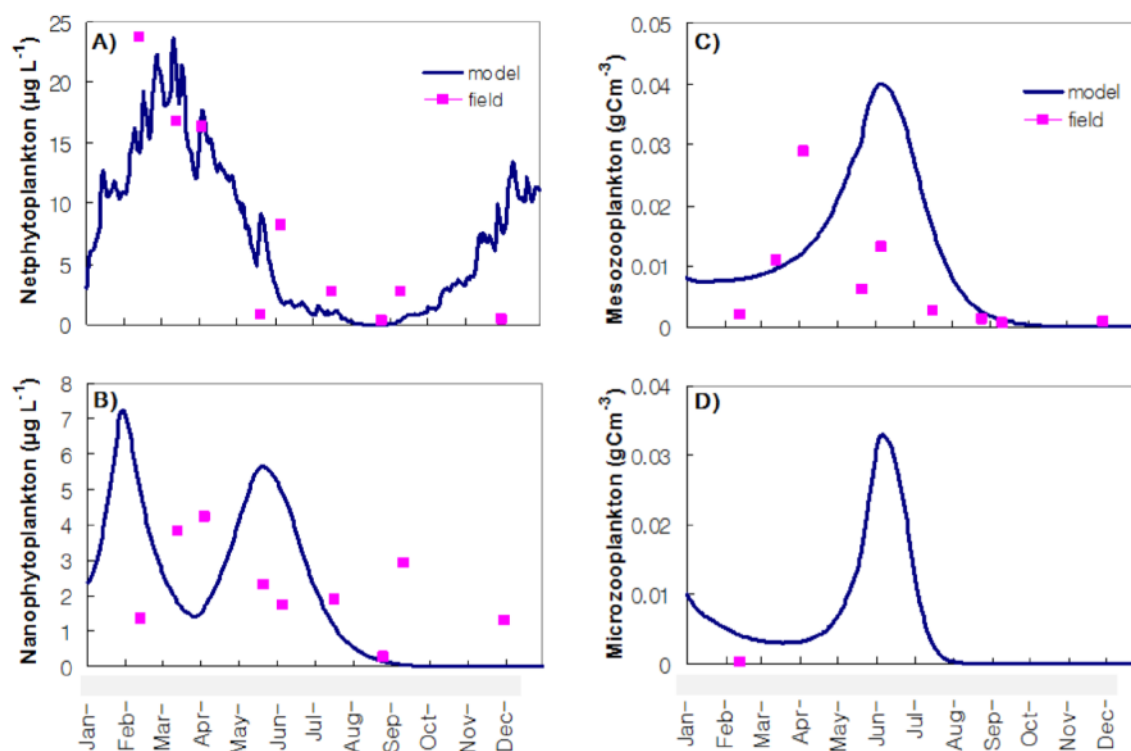 A)
Netphytoplankton (µg L⁻¹)
25
20
15
10
5
0
model
field
C)
Mesozooplankton (gCm⁻³)
0.05
0.04
0.03
0.02
0.01
0
model
field
B)
Nanophytoplankton (µg L⁻¹)
8
7
6
5
4
3
2
1
0
Jan-
Feb-
Mar-
Apr-
May-
Jun-
Jul-
Aug-
Sep-
Oct-
Nov-
Dec-
D)
Microzooplankton (gCm⁻³)
0.04
0.03
0.02
0.01
0
Jan-
Feb-
Mar-
Apr-
May-
Jun-
Jul-
Aug-
Sep-
Oct-
Nov-
Dec-